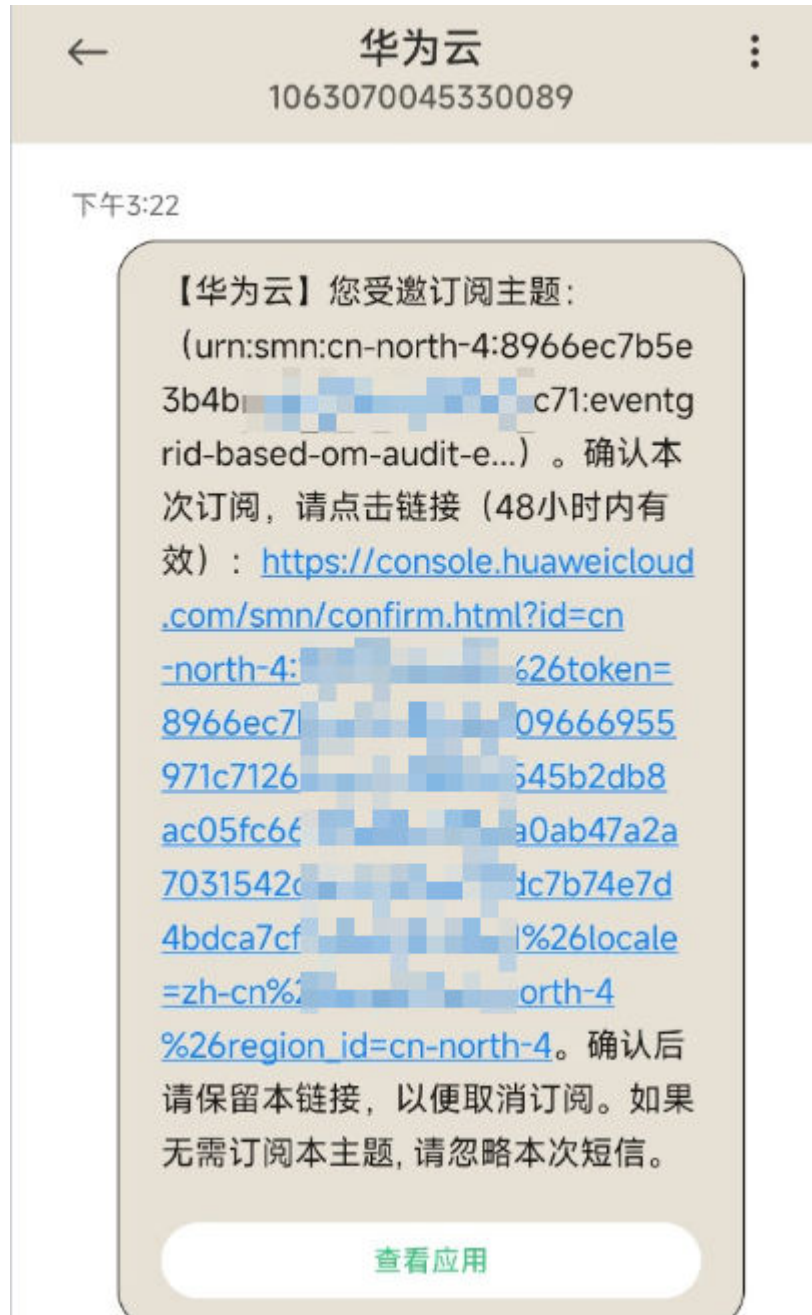 华为云
1063070045330089
下午3:22
【华为云】您受邀订阅主题：
（urn:smn:cn-north-4:8966ec7b5e
3b4b c71:eventg
rid-based-om-audit-e...）。确认本
次订阅，请点击链接（48小时内有
效）：https://console.huaweicloud
.com/smn/confirm.html?id=cn
-north-4: %26token=
8966ec7 09666955
971c7126 545b2db8
ac05fc66 a0ab47a2a
7031542 dc7b74e7d
4bdca7cf %26locale
=zh-cn%2 orth-4
%26region_id=cn-north-4。确认后
请保留本链接，以便取消订阅。如果
无需订阅本主题,请忽略本次短信。
查看应用